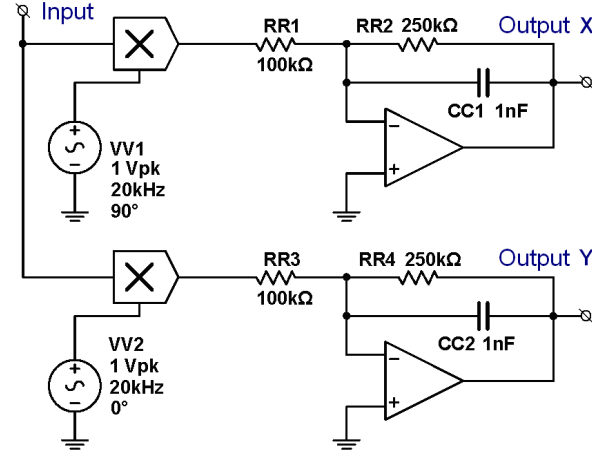 Input
RR1
100kΩ
RR2 250kΩ
Output X
CC1 1nF
VV1
1 Vpk
20kHz
90°
RR3
100kΩ
RR4 250kΩ
Output Y
CC2 1nF
VV2
1 Vpk
20kHz
0°